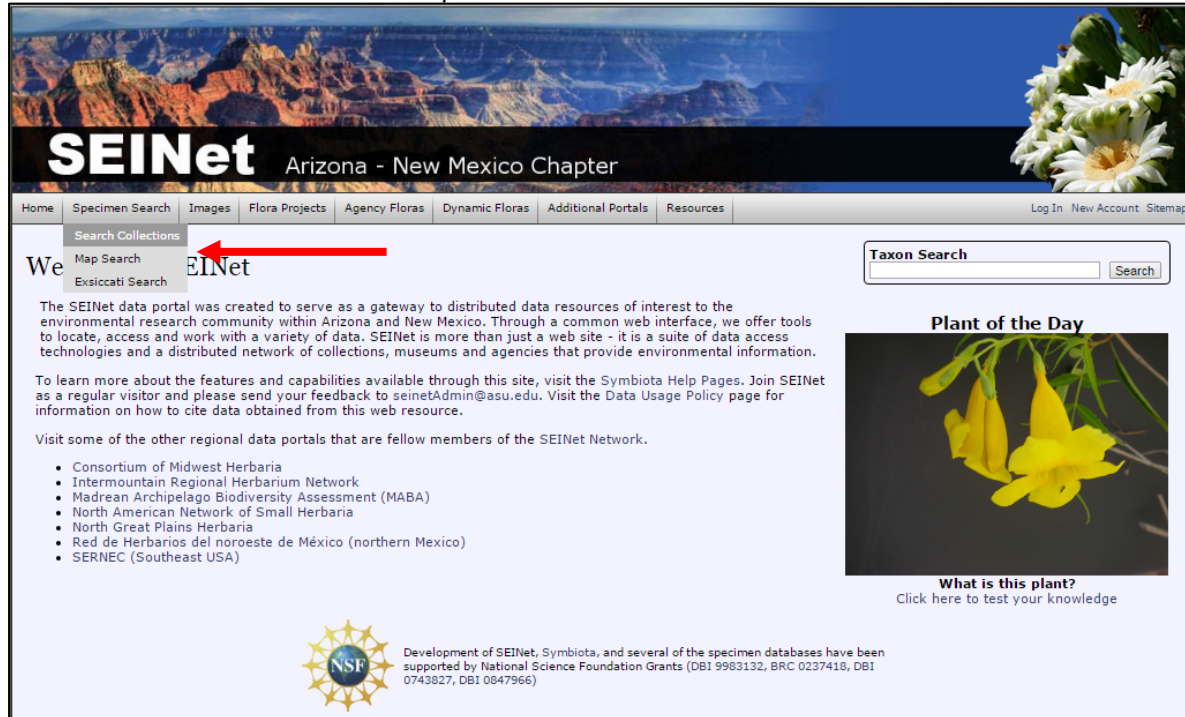 SEINet Arizona - New Mexico Chapter
Home Specimen Search Images Flora Projects Agency Floras Dynamic Floras Additional Portals Resources Log In New Account Sitemap
Search Collections
Map Search
Exsiccati Search
We EINet
Taxon Search
Search
The SEINet data portal was created to serve as a gateway to distributed data resources of interest to the
environmental research community within Arizona and New Mexico. Through a common web interface, we offer tools
to locate, access and work with a variety of data. SEINet is more than just a web site - it is a suite of data access
technologies and a distributed network of collections, museums and agencies that provide environmental information.
To learn more about the features and capabilities available through this site, visit the Symbiota Help Pages. Join SEINet
as a regular visitor and please send your feedback to seinetAdmin@asu.edu. Visit the Data Usage Policy page for
information on how to cite data obtained from this web resource.
Visit some of the other regional data portals that are fellow members of the SEINet Network.
• Consortium of Midwest Herbaria
• Intermountain Regional Herbarium Network
• Madrean Archipelago Biodiversity Assessment (MABA)
• North American Network of Small Herbaria
• North Great Plains Herbaria
• Red de Herbarios del noroeste de México (northern Mexico)
• SERNEC (Southeast USA)
Plant of the Day
What is this plant?
Click here to test your knowledge
NSF
Development of SEINet, Symbiota, and several of the specimen databases have been
supported by National Science Foundation Grants (DBI 9983132, BRC 0237418, DBI
0743827, DBI 0847966)